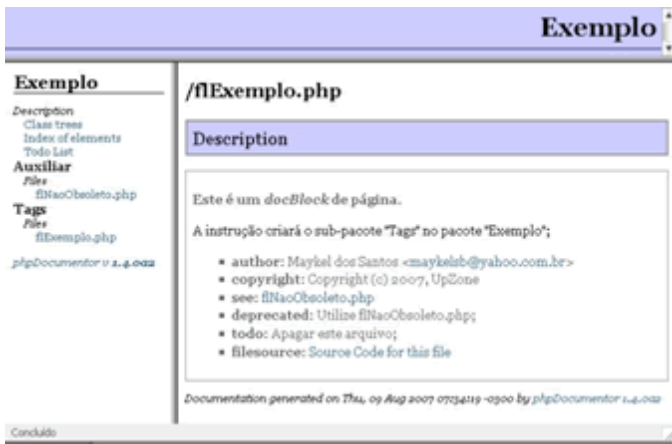 Exemplo
Exemplo
Description
Class trees
Index of elements
Todo List
Auxiliar
Files
flNaoObsoleto.php
Tags
Files
flExemplo.php
phpDocumentor v 1.4.0a2
/flExemplo.php
Description
Este é um docBlock de página.
A instrução criará o sub-pacote "Tags" no pacote "Exemplo";
author: Maykel dos Santos <maykelsb@yahoo.com.br>
copyright: Copyright (c) 2007, UpZone
see: flNaoObsoleto.php
deprecated: Utilize flNaoObsoleto.php;
todo: Apagar este arquivo;
filesource: Source Code for this file
Documentation generated on Thu, 09 Aug 2007 07:34:19 -0300 by phpDocumentor 1.4.0a2
Concluído